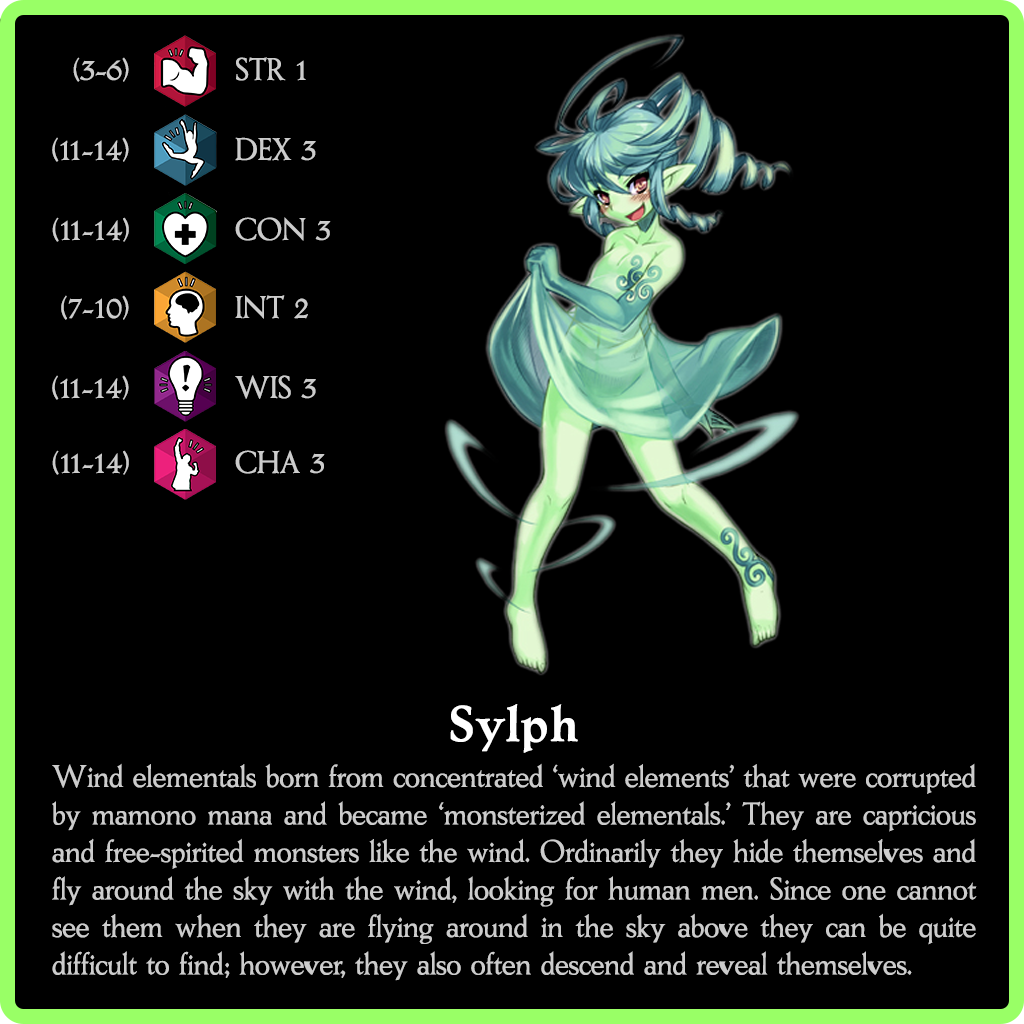 (3-6) STR 1
(11-14) DEX 3
(11-14) CON 3
(7-10) INT 2
(11-14) WIS 3
(11-14) CHA 3
Sylph
Wind elementals born from concentrated ‘wind elements’ that were corrupted
by mamono mana and became ‘monsterized elementals.’ They are capricious
and free-spirited monsters like the wind. Ordinarily they hide themselves and
fly around the sky with the wind, looking for human men. Since one cannot
see them when they are flying around in the sky above they can be quite
difficult to find; however, they also often descend and reveal themselves.